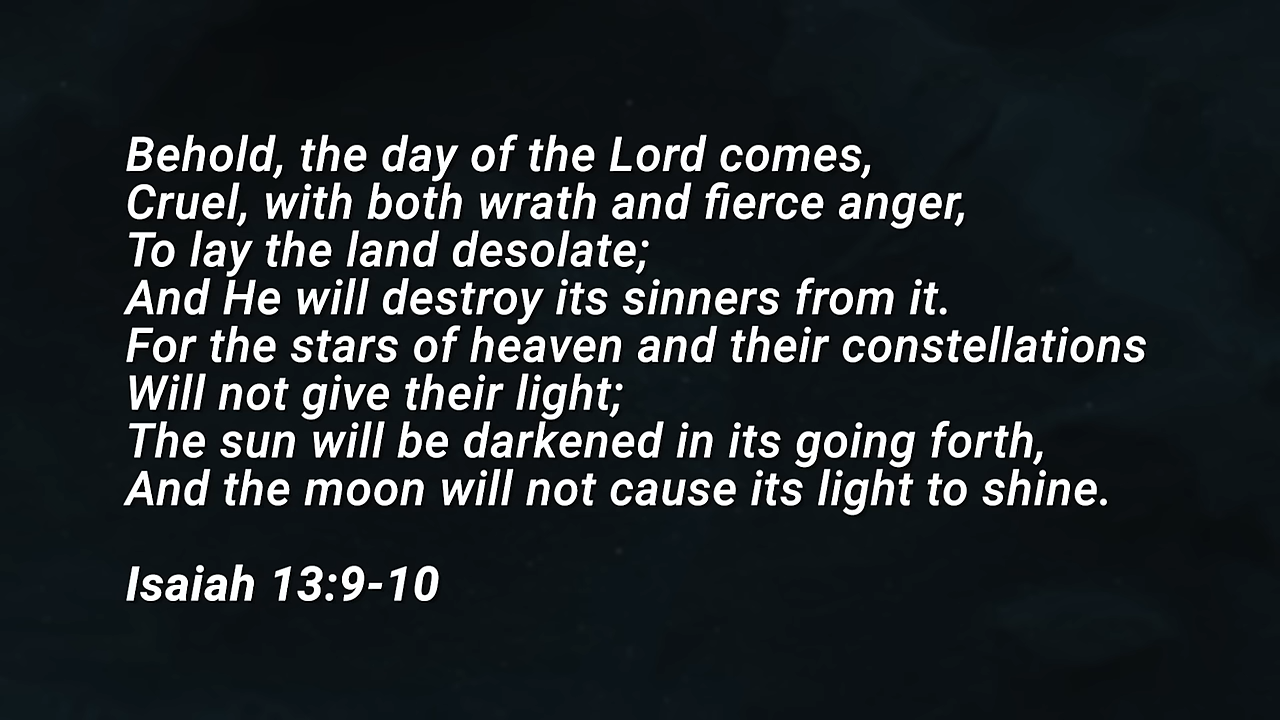 Behold, the day of the Lord comes,
Cruel, with both wrath and fierce anger,
To lay the land desolate;
And He will destroy its sinners from it.
For the stars of heaven and their constellations
Will not give their light;
The sun will be darkened in its going forth,
And the moon will not cause its light to shine.
Isaiah 13:9-10